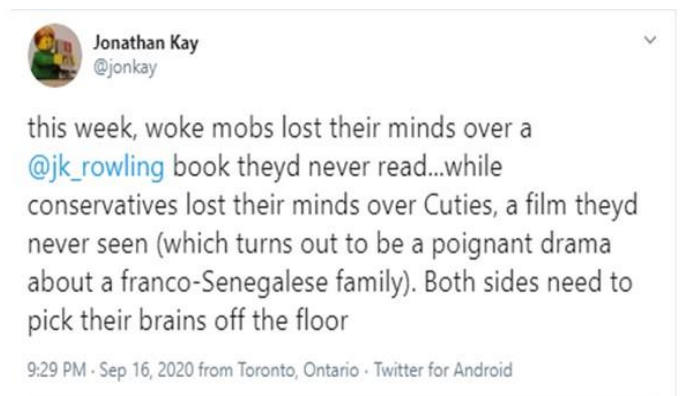 Jonathan Kay
@jonkay
this week, woke mobs lost their minds over a
@jk_rowling book theyd never read...while
conservatives lost their minds over Cuties, a film theyd
never seen (which turns out to be a poignant drama
about a franco-Senegalese family). Both sides need to
pick their brains off the floor
9:29 PM · Sep 16, 2020 from Toronto, Ontario · Twitter for Android